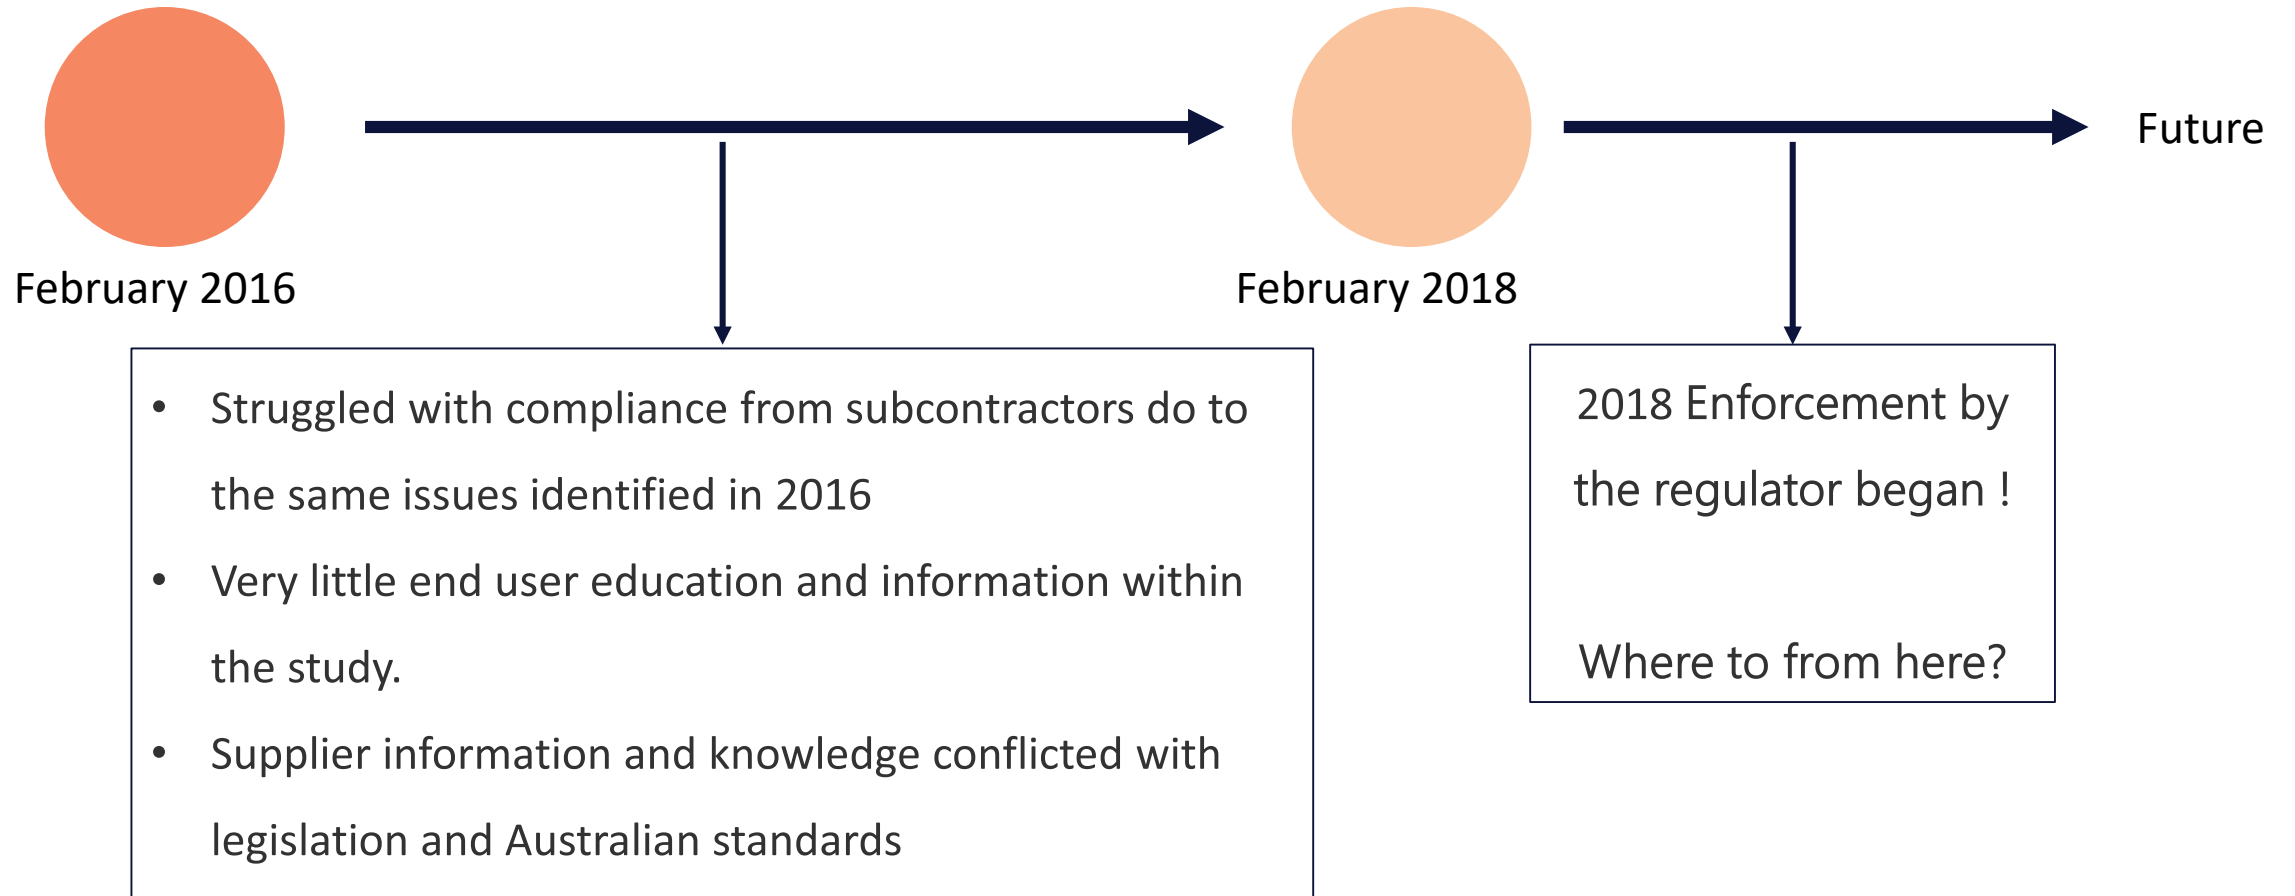 Future
February 2016
February 2018
• Struggled with compliance from subcontractors do to
the same issues identified in 2016
• Very little end user education and information within
the study.
• Supplier information and knowledge conflicted with
legislation and Australian standards
2018 Enforcement by
the regulator began !
Where to from here?